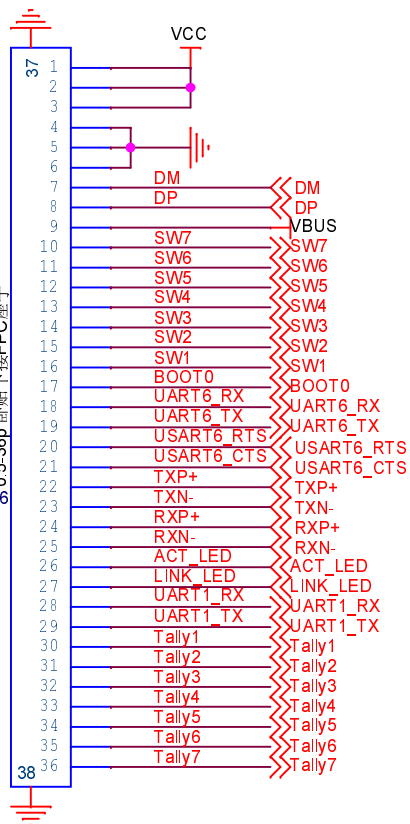 VCC
37
1
2
3
4
5
6
7 DM DM
8 DP DP
9 VBUS
10 SW7 SW7
11 SW6 SW6
12 SW5 SW5
13 SW4 SW4
14 SW3 SW3
15 SW2 SW2
16 SW1 SW1
17 BOOT0 BOOT0
18 UART6_RX UART6_RX
19 UART6_TX UART6_TX
20 USART6_RTS USART6_RTS
21 USART6_CTS USART6_CTS
22 TXP+ TXP+
23 TXN- TXN-
24 RXP+ RXP+
25 RXN- RXN-
26 ACT_LED ACT_LED
27 LINK_LED LINK_LED
28 UART1_RX UART1_RX
29 UART1_TX UART1_TX
30 Tally1 Tally1
31 Tally2 Tally2
32 Tally3 Tally3
33 Tally4 Tally4
34 Tally5 Tally5
35 Tally6 Tally6
36 Tally7 Tally7
38